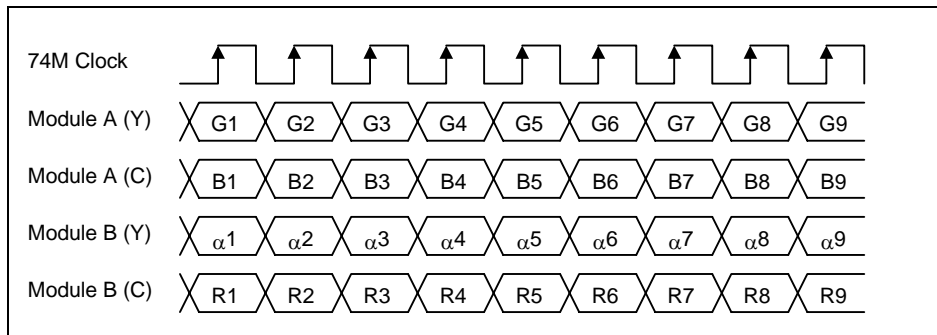 74M Clock
Module A (Y) G1 G2 G3 G4 G5 G6 G7 G8 G9
Module A (C) B1 B2 B3 B4 B5 B6 B7 B8 B9
Module B (Y) α1 α2 α3 α4 α5 α6 α7 α8 α9
Module B (C) R1 R2 R3 R4 R5 R6 R7 R8 R9